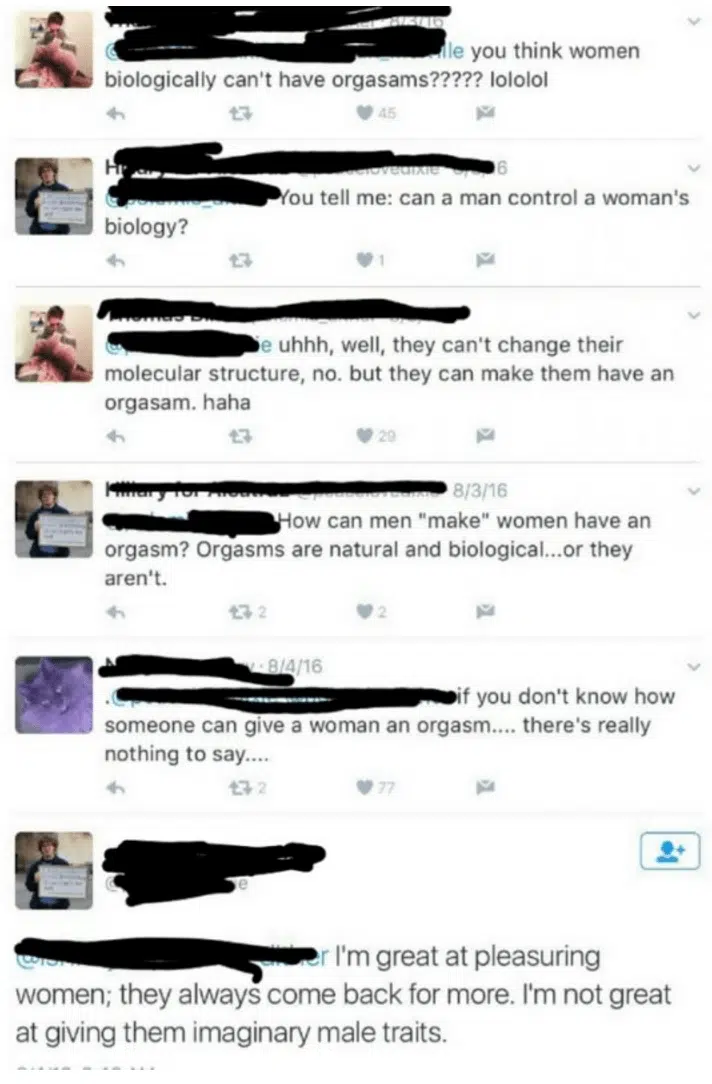 lle you think women
biologically can't have orgasams????? lololol
45
6
You tell me: can a man control a woman's
biology?
1
e uhhh, well, they can't change their
molecular structure, no. but they can make them have an
orgasam. haha
29
8/3/16
How can men "make" women have an
orgasm? Orgasms are natural and biological...or they
aren't.
2 2
8/4/16
if you don't know how
someone can give a woman an orgasm.... there's really
nothing to say....
2 77
e
er I'm great at pleasuring
women; they always come back for more. I'm not great
at giving them imaginary male traits.